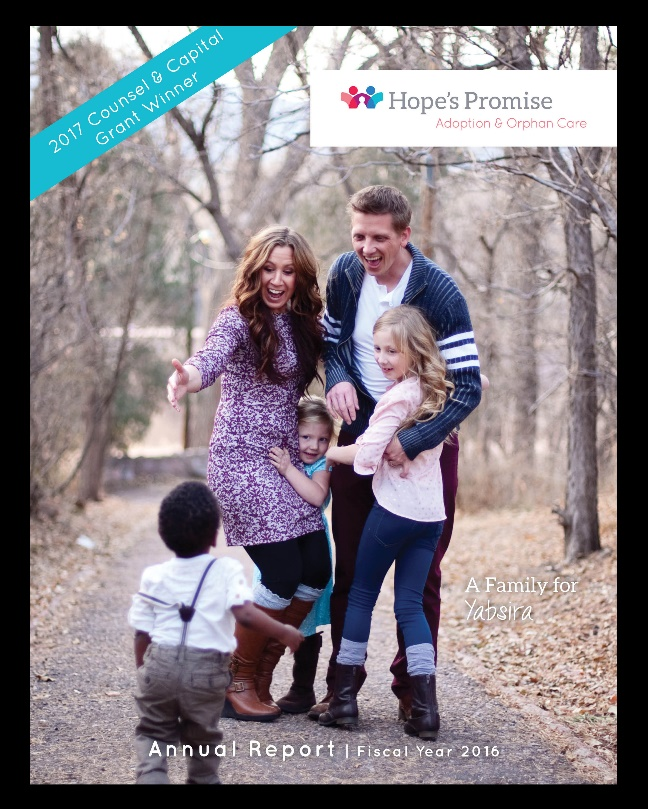 2017 Counsel & Capital
Grant Winner
Hope's Promise
Adoption & Orphan Care
A Family for
Yabsira
Annual Report | Fiscal Year 2016